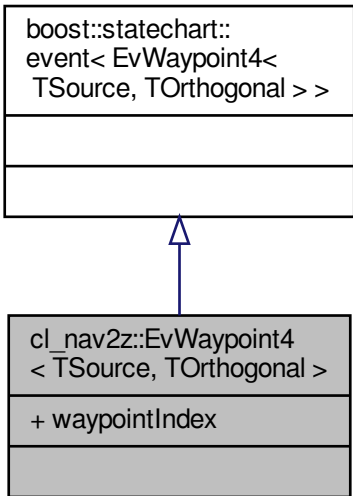 boost::statechart::
event< EvWaypoint4<
 TSource, TOrthogonal > >
cl_nav2z::EvWaypoint4
< TSource, TOrthogonal >
+ waypointIndex